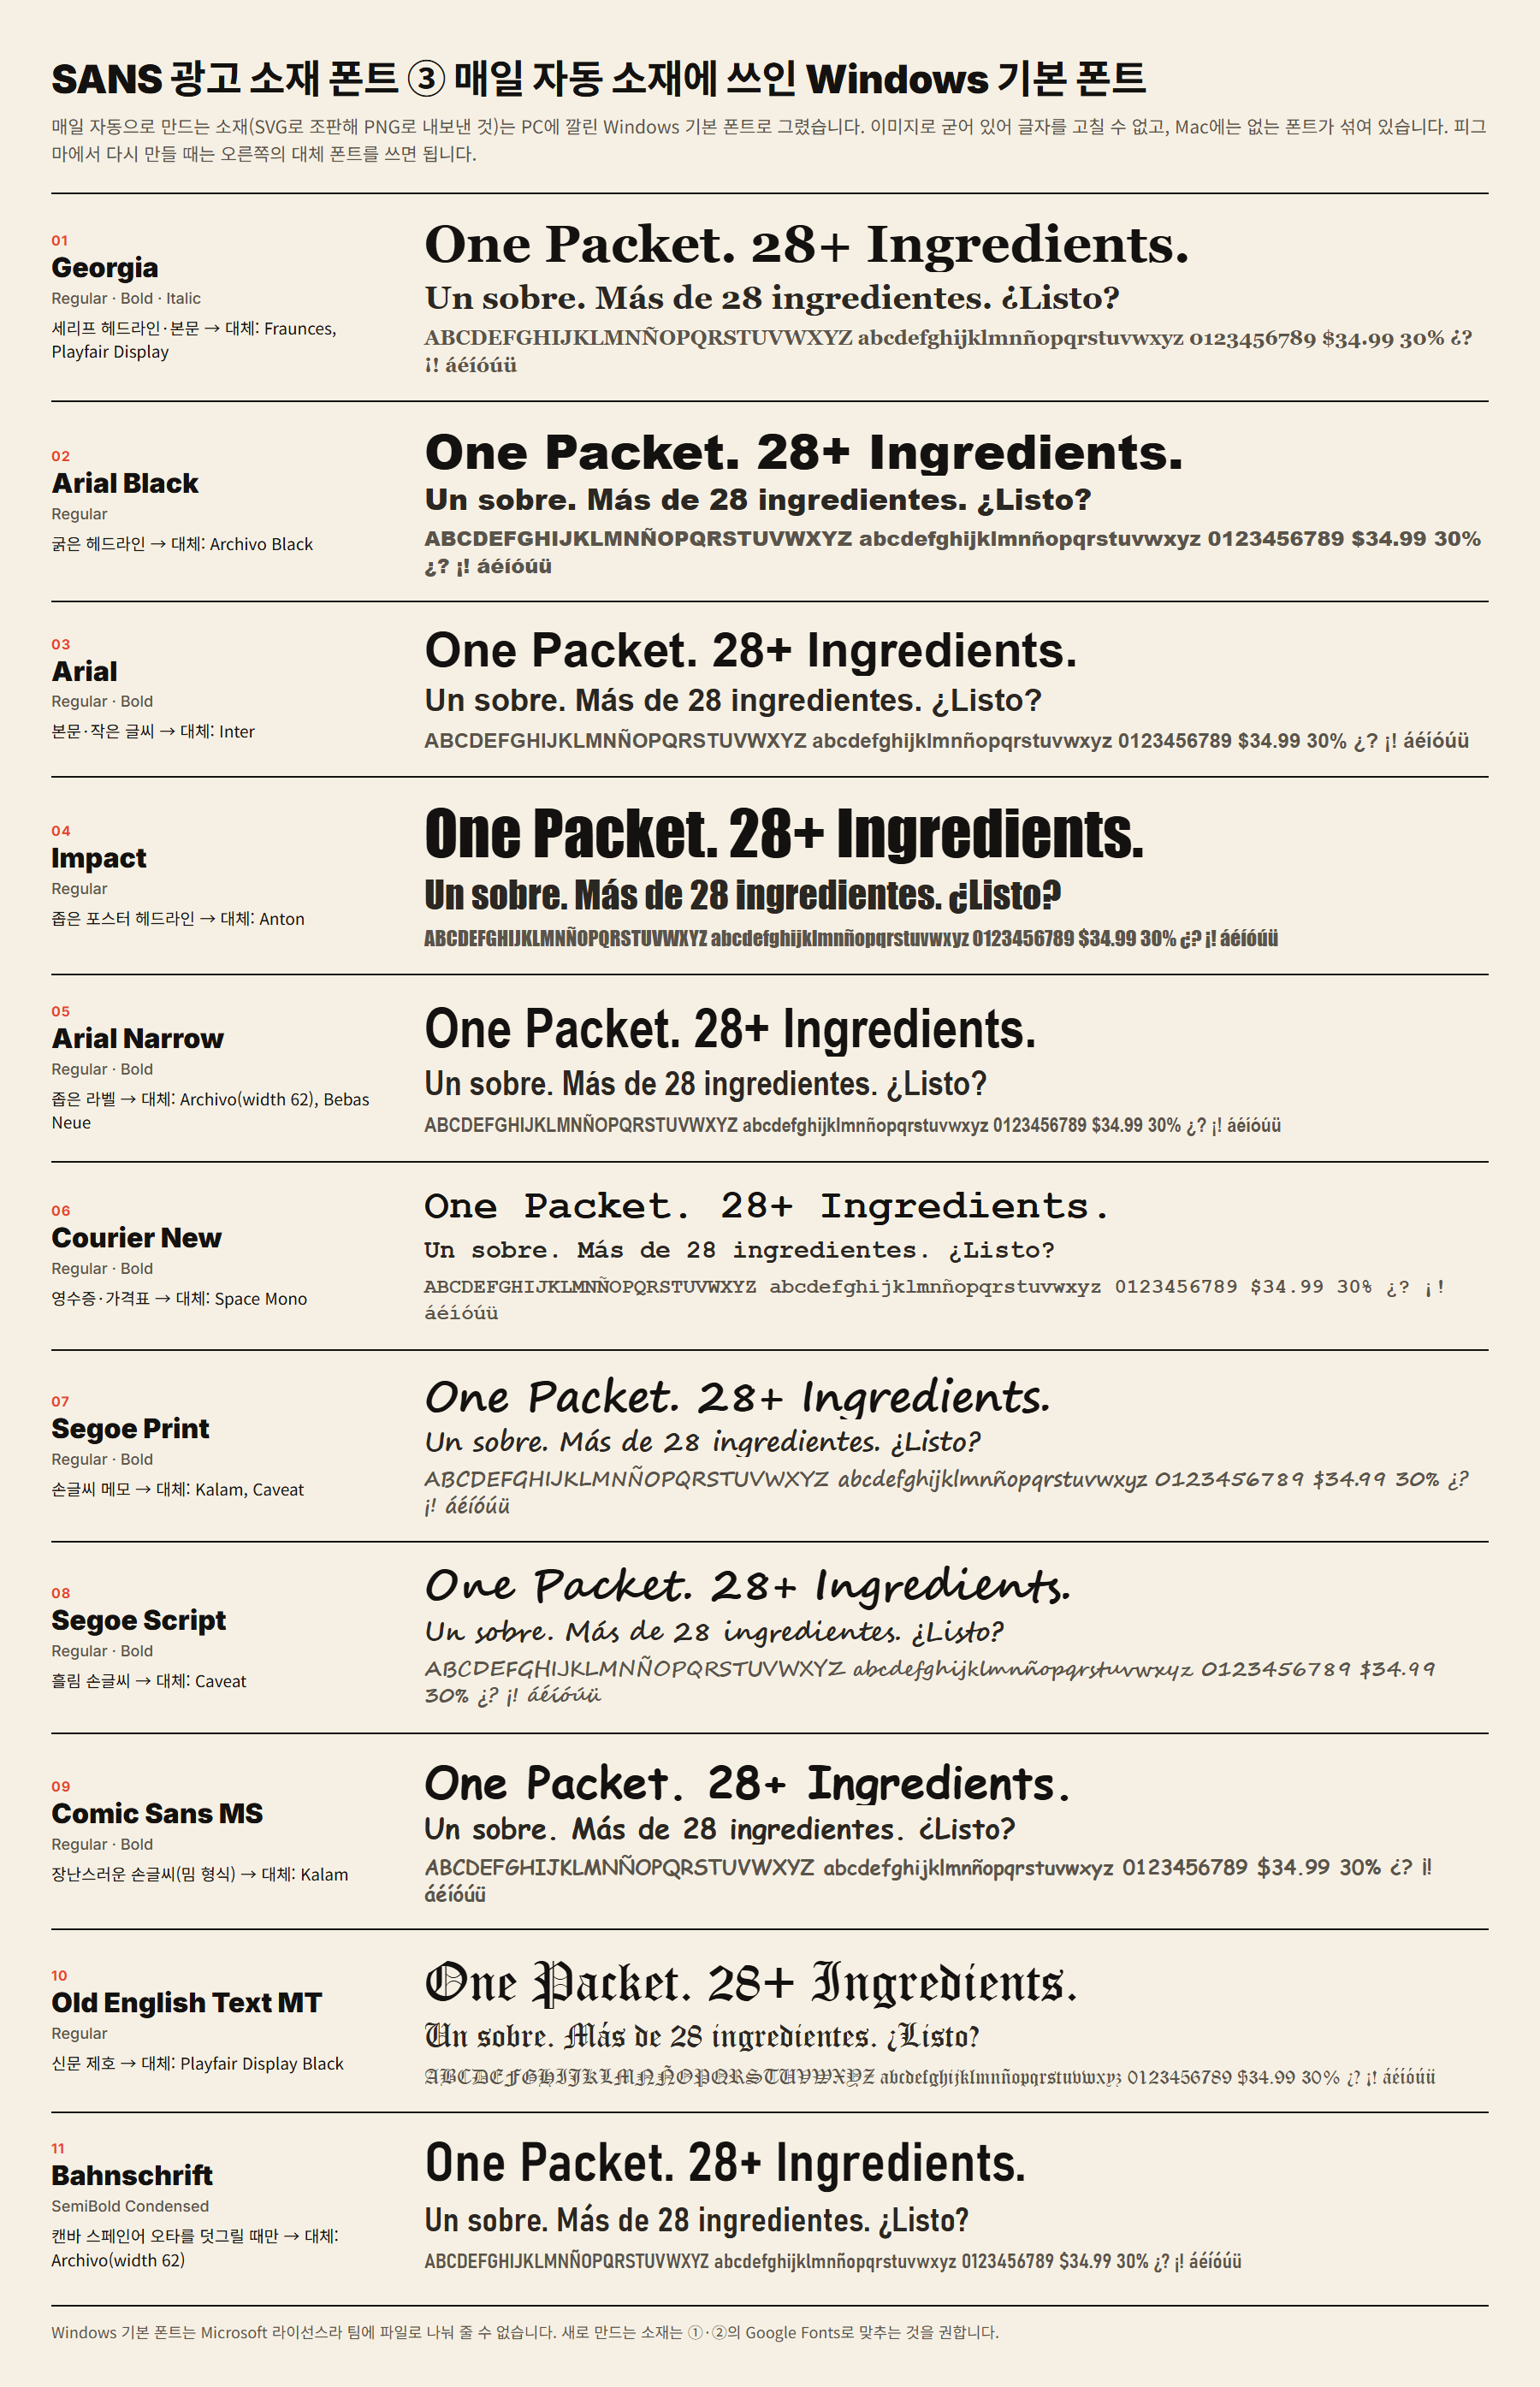 SANS 광고 소재 폰트 ③ 매일 자동 소재에 쓰인 Windows 기본 폰트
매일 자동으로 만드는 소재(SVG로 조판해 PNG로 내보낸 것)는 PC에 깔린 Windows 기본 폰트로 그렸습니다. 이미지로 굳어 있어 글자를 고칠 수 없고, Mac에는 없는 폰트가 섞여 있습니다. 피그
마에서 다시 만들 때는 오른쪽의 대체 폰트를 쓰면 됩니다.
01
Georgia
Regular · Bold · Italic
세리프 헤드라인·본문 → 대체: Fraunces,
Playfair Display
One Packet. 28+ Ingredients.
Un sobre. Más de 28 ingredientes. ¿Listo?
ABCDEFGHIJKLMNÑOPQRSTUVWXYZ abcdefghijklmnñopqrstuvwxyz 0123456789 $34.99 30% ¿?
¡! áéíóúü
02
Arial Black
Regular
굵은 헤드라인 → 대체: Archivo Black
One Packet. 28+ Ingredients.
Un sobre. Más de 28 ingredientes. ¿Listo?
ABCDEFGHIJKLMNÑOPQRSTUVWXYZ abcdefghijklmnñopqrstuvwxyz 0123456789 $34.99 30%
¿? ¡! áéíóúü
03
Arial
Regular · Bold
본문·작은 글씨 → 대체: Inter
One Packet. 28+ Ingredients.
Un sobre. Más de 28 ingredientes. ¿Listo?
ABCDEFGHIJKLMNÑOPQRSTUVWXYZ abcdefghijklmnñopqrstuvwxyz 0123456789 $34.99 30% ¿? ¡! áéíóúü
04
Impact
Regular
좁은 포스터 헤드라인 → 대체: Anton
One Packet. 28+ Ingredients.
Un sobre. Más de 28 ingredientes. ¿Listo?
ABCDEFGHIJKLMNÑOPQRSTUVWXYZ abcdefghijklmnñopqrstuvwxyz 0123456789 $34.99 30% ¿? ¡! áéíóúü
05
Arial Narrow
Regular · Bold
좁은 라벨 → 대체: Archivo(width 62), Bebas
Neue
One Packet. 28+ Ingredients.
Un sobre. Más de 28 ingredientes. ¿Listo?
ABCDEFGHIJKLMNÑOPQRSTUVWXYZ abcdefghijklmnñopqrstuvwxyz 0123456789 $34.99 30% ¿? ¡! áéíóúü
06
Courier New
Regular · Bold
영수증·가격표 → 대체: Space Mono
One Packet. 28+ Ingredients.
Un sobre. Más de 28 ingredientes. ¿Listo?
ABCDEFGHIJKLMNÑOPQRSTUVWXYZ abcdefghijklmnñopqrstuvwxyz 0123456789 $34.99 30% ¿? ¡!
áéíóúü
07
Segoe Print
Regular · Bold
손글씨 메모 → 대체: Kalam, Caveat
One Packet. 28+ Ingredients.
Un sobre. Más de 28 ingredientes. ¿Listo?
ABCDEFGHIJKLMNÑOPQRSTUVWXYZ abcdefghijklmnñopqrstuvwxyz 0123456789 $34.99 30% ¿?
¡! áéíóúü
08
Segoe Script
Regular · Bold
흘림 손글씨 → 대체: Caveat
One Packet. 28+ Ingredients.
Un sobre. Más de 28 ingredientes. ¿Listo?
ABCDEFGHIJKLMNÑOPQRSTUVWXYZ abcdefghijklmnñopqrstuvwxyz 0123456789 $34.99
30% ¿? ¡! áéíóúü
09
Comic Sans MS
Regular · Bold
장난스러운 손글씨(밈 형식) → 대체: Kalam
One Packet. 28+ Ingredients.
Un sobre. Más de 28 ingredientes. ¿Listo?
ABCDEFGHIJKLMNÑOPQRSTUVWXYZ abcdefghijklmnñopqrstuvwxyz 0123456789 $34.99 30% ¿? ¡!
áéíóúü
10
Old English Text MT
Regular
신문 제호 → 대체: Playfair Display Black
One Packet. 28+ Ingredients.
Un sobre. Más de 28 ingredientes. ¿Listo?
ABCDEFGHIJKLMNÑOPQRSTUVWXYZ abcdefghijklmnñopqrstuvwxyz 0123456789 $34.99 30% ¿? ¡! áéíóúü
11
Bahnschrift
SemiBold Condensed
캔바 스페인어 오타를 덧그릴 때만 → 대체:
Archivo(width 62)
One Packet. 28+ Ingredients.
Un sobre. Más de 28 ingredientes. ¿Listo?
ABCDEFGHIJKLMNÑOPQRSTUVWXYZ abcdefghijklmnñopqrstuvwxyz 0123456789 $34.99 30% ¿? ¡! áéíóúü
Windows 기본 폰트는 Microsoft 라이선스라 팀에 파일로 나눠 줄 수 없습니다. 새로 만드는 소재는 ①·②의 Google Fonts로 맞추는 것을 권합니다.